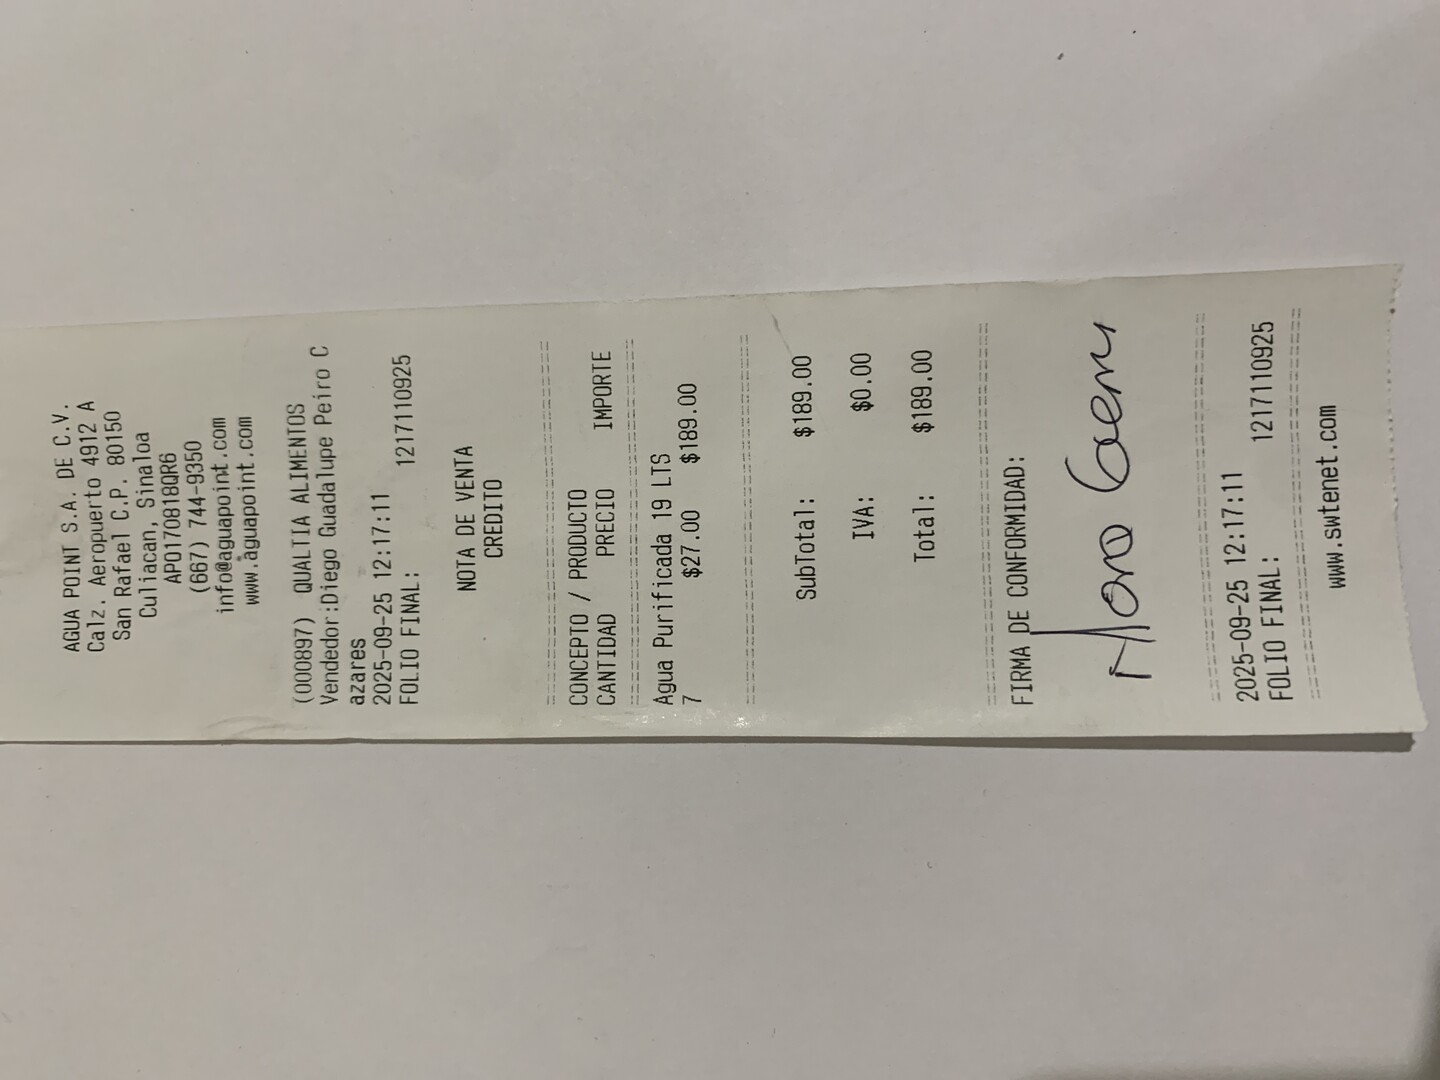 AGUA POINT S.A. DE C.V.
Calz. Aeropuerto 4912 A
San Rafael C.P. 80150
Culiacan, Sinaloa
APO170818QR6
(667) 744-9350
info@aguapoint.com
www.aguapoint.com
(000897) QUALTIA ALIMENTOS
Vendedor:Diego Guadalupe Peiro C
azares
2025-09-25 12:17:11
FOLIO FINAL: 1217110925
NOTA DE VENTA
CREDITO
CONCEPTO / PRODUCTO
CANTIDAD PRECIO IMPORTE
Agua Purificada 19 LTS
7 $27.00 $189.00
SubTotal: $189.00
IVA: $0.00
Total: $189.00
FIRMA DE CONFORMIDAD:
2025-09-25 12:17:11
FOLIO FINAL: 1217110925
www.swtenet.com